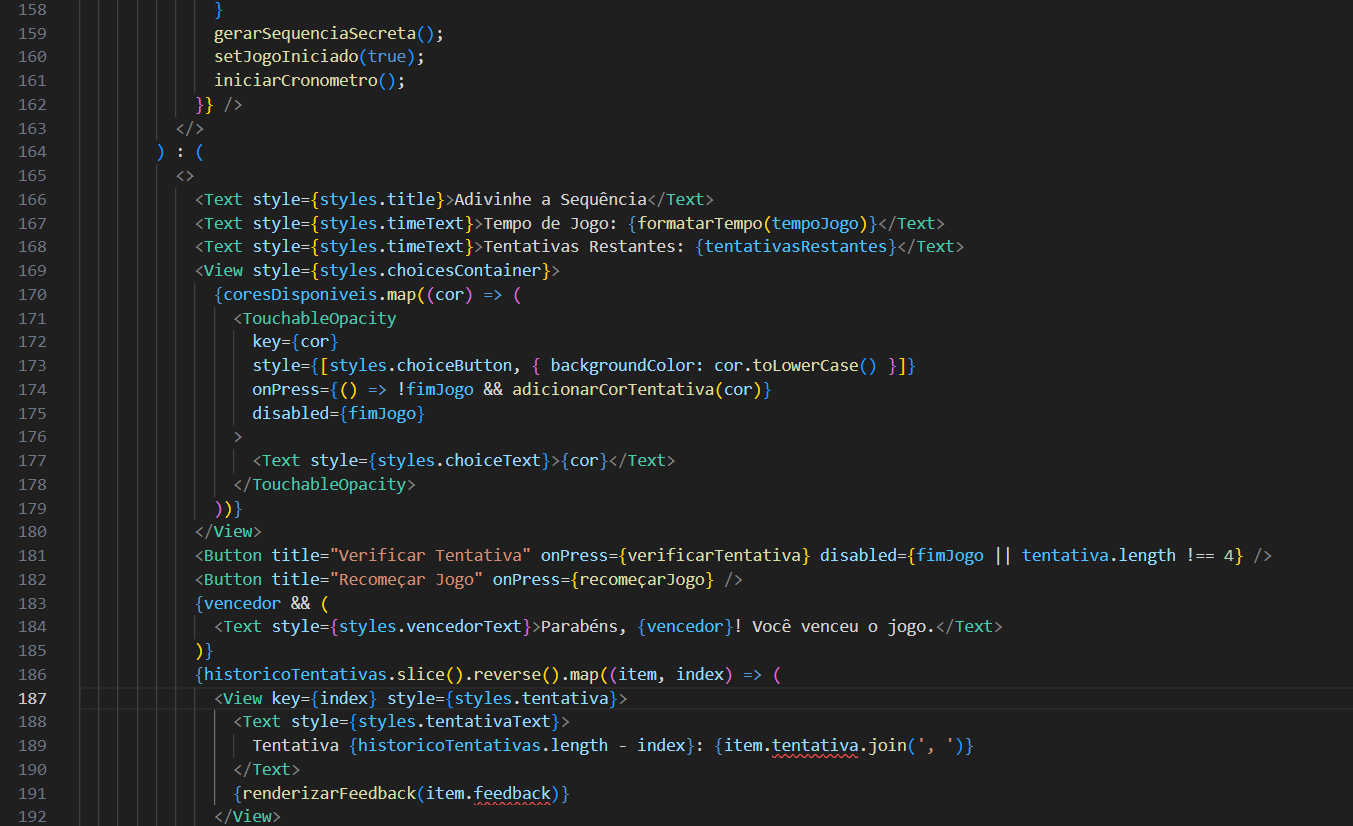 158 }
159 gerarSequenciaSecreta();
160 setJogoIniciado(true);
161 iniciarCronometro();
162 }} />
163 </>
164 ) : (
165 <>
166 <Text style={styles.title}>Adivinhe a Sequência</Text>
167 <Text style={styles.timeText}>Tempo de Jogo: {formatarTempo(tempoJogo)}</Text>
168 <Text style={styles.timeText}>Tentativas Restantes: {tentativasRestantes}</Text>
169 <View style={styles.choicesContainer}>
170 {coresDisponiveis.map((cor) => (
171 <TouchableOpacity
172 key={cor}
173 style={[styles.choiceButton, { backgroundColor: cor.toLowerCase() }]}
174 onPress={() => !fimJogo && adicionarCorTentativa(cor)}
175 disabled={fimJogo}
176 >
177 <Text style={styles.choiceText}>{cor}</Text>
178 </TouchableOpacity>
179 ))}
180 </View>
181 <Button title="Verificar Tentativa" onPress={verificarTentativa} disabled={fimJogo || tentativa.length !== 4} />
182 <Button title="Recomeçar Jogo" onPress={recomeçarJogo} />
183 {vencedor && (
184 <Text style={styles.vencedorText}>Parabéns, {vencedor}! Você venceu o jogo.</Text>
185 )}
186 {historicoTentativas.slice().reverse().map((item, index) => (
187 <View key={index} style={styles.tentativa}>
188 <Text style={styles.tentativaText}>
189 Tentativa {historicoTentativas.length - index}: {item.tentativa.join(', ')}
190 </Text>
191 {renderizarFeedback(item.feedback)}
192 </View>